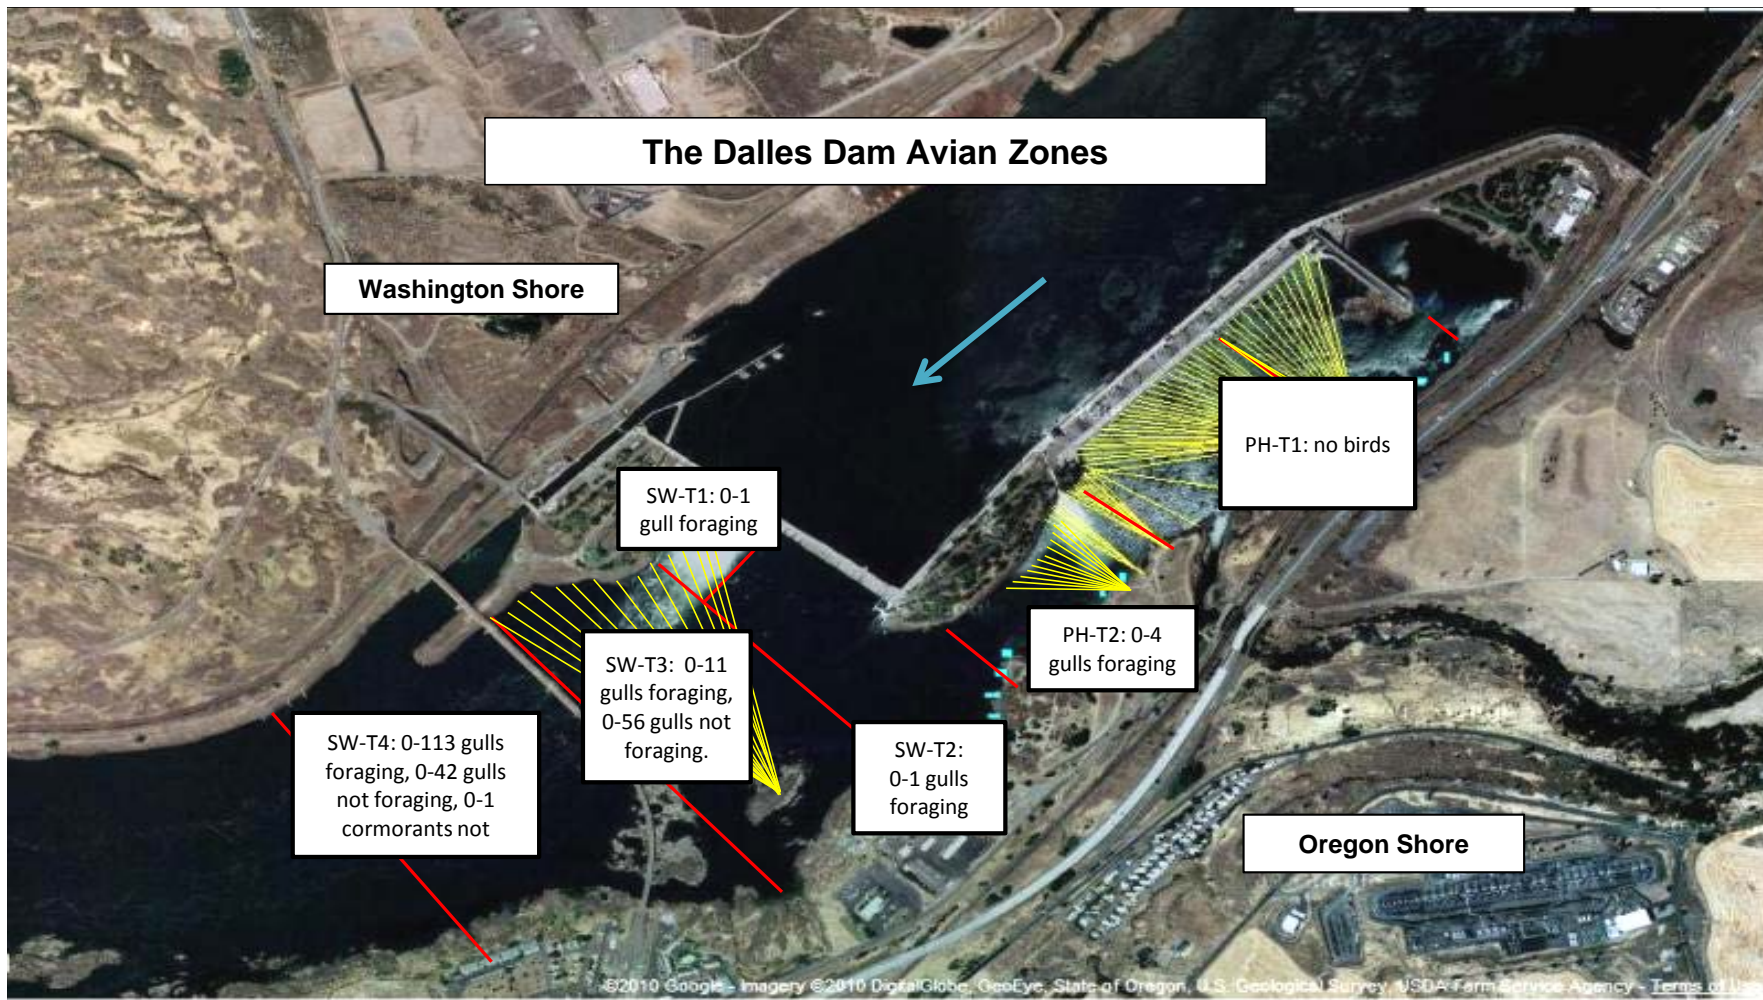 The Dalles Dam Avian Zones
Washington Shore
PH-T1: no birds
SW-T1: 0-1
gull foraging
PH-T2: 0-4
gulls foraging
SW-T3:  0-11
gulls foraging,
0-56 gulls not
foraging.
SW-T4: 0-113 gulls
foraging, 0-42 gulls
not foraging, 0-1
cormorants not
SW-T2:
0-1 gulls
foraging
Oregon Shore
©2010 Google - Imagery ©2010 DigitalGlobe, GeoEye, State of Oregon, U.S. Geological Survey, USDA Farm Service Agency - Terms of Use